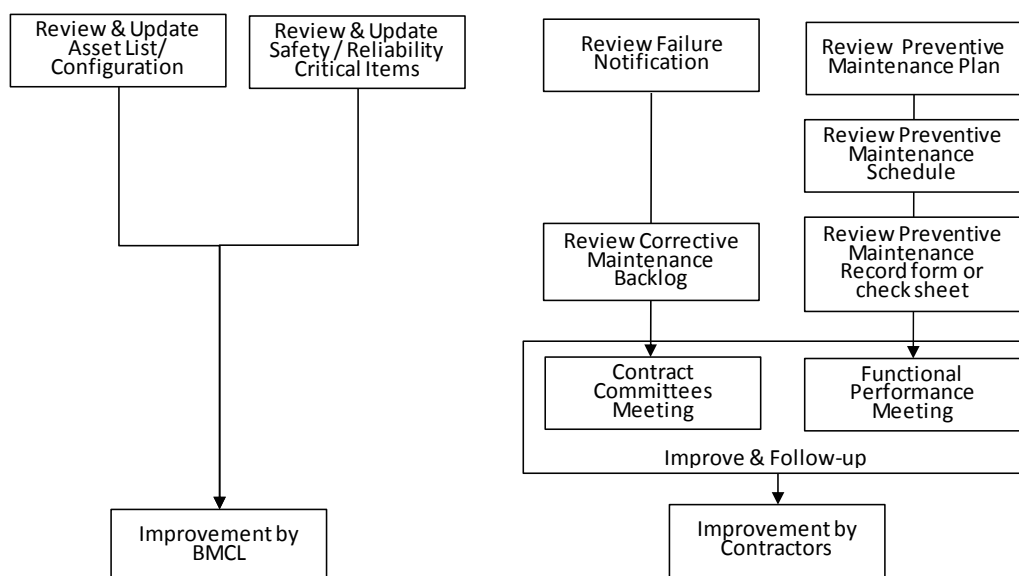 Review & Update
Asset List/
Configuration
Review & Update
Safety / Reliability
Critical Items
Review Failure
Notification
Review Preventive
Maintenance Plan
Review Preventive
Maintenance
Schedule
Review Corrective
Maintenance
Backlog
Review Preventive
Maintenance
Record form or
check sheet
Contract
Committees
Meeting
Functional
Performance
Meeting
Improve & Follow-up
Improvement by
BMCL
Improvement by
Contractors